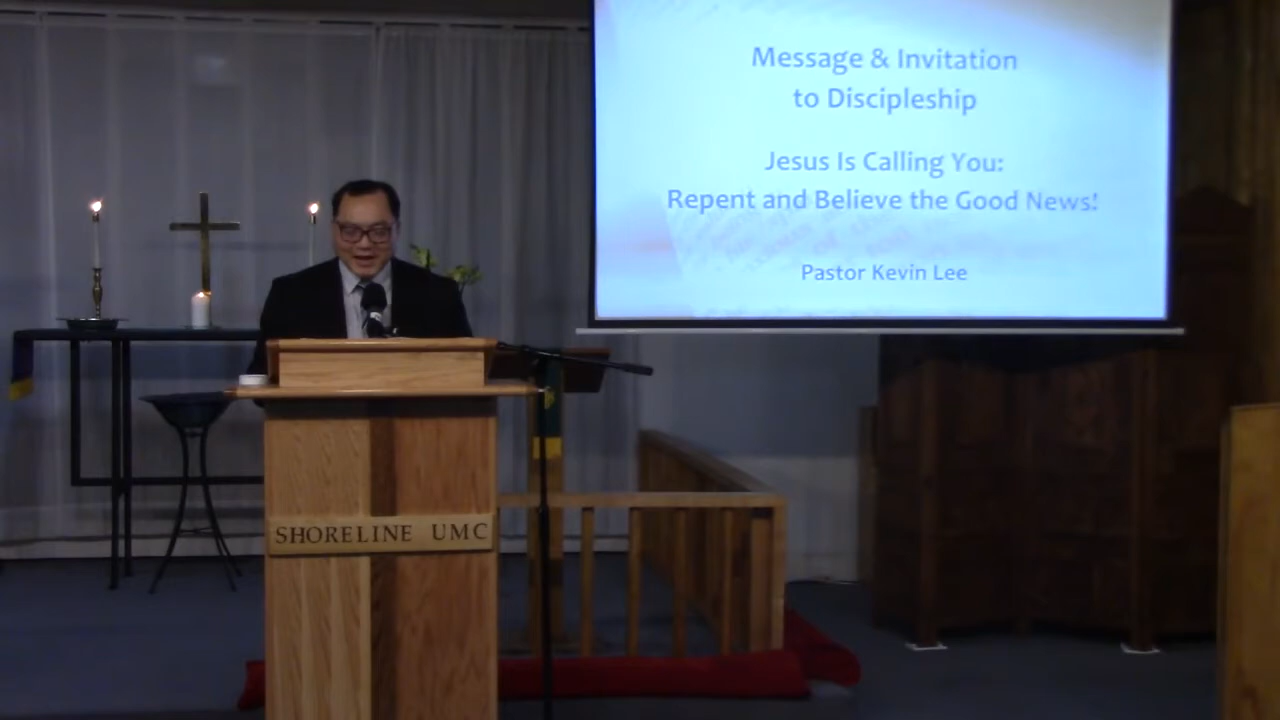 Message & Invitation
to Discipleship
Jesus Is Calling You:
Repent and Believe the Good News!
Pastor Kevin Lee
SHORELINE UMC